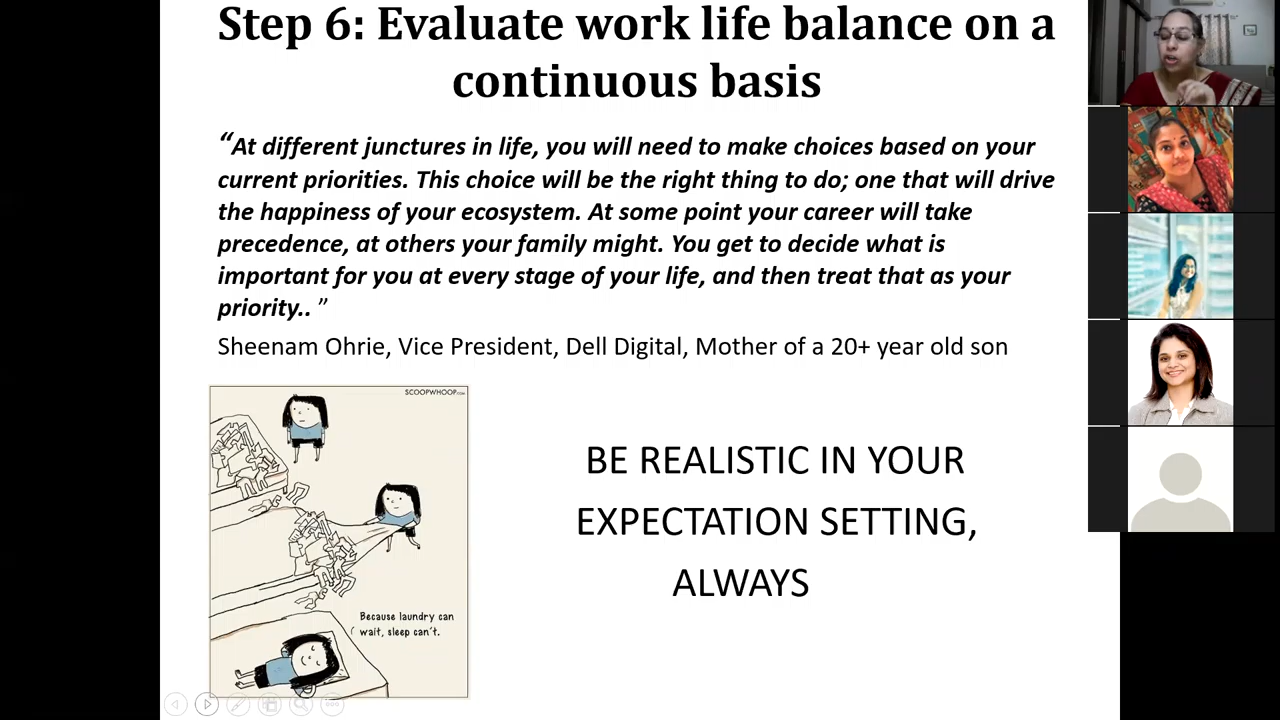 Step 6: Evaluate work life balance on a
continuous basis
“At different junctures in life, you will need to make choices based on your
current priorities. This choice will be the right thing to do; one that will drive
the happiness of your ecosystem. At some point your career will take
precedence, at others your family might. You get to decide what is
important for you at every stage of your life, and then treat that as your
priority.. ”
Sheenam Ohrie, Vice President, Dell Digital, Mother of a 20+ year old son
SCOOPWHOOP.com
Because laundry can
wait, sleep can't.
BE REALISTIC IN YOUR
EXPECTATION SETTING,
ALWAYS